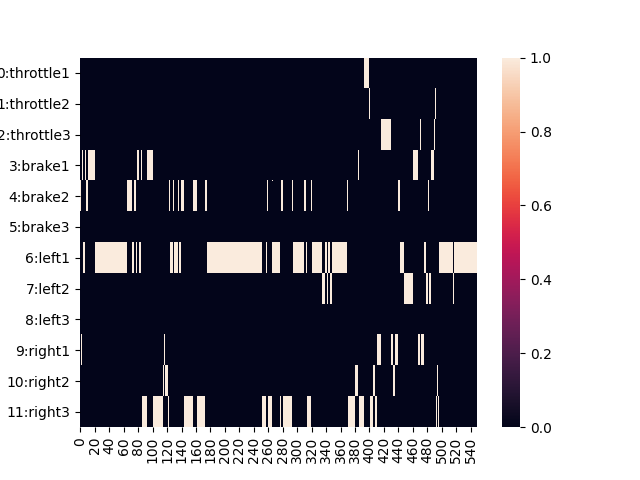 0:throttle1
1:throttle2
2:throttle3
3:brake1
4:brake2
5:brake3
6:left1
7:left2
8:left3
9:right1
10:right2
11:right3
0 20 40 60 80 100 120 140 160 180 200 220 240 260 280 300 320 340 360 380 400 420 440 460 480 500 520 540
1.0
0.8
0.6
0.4
0.2
0.0